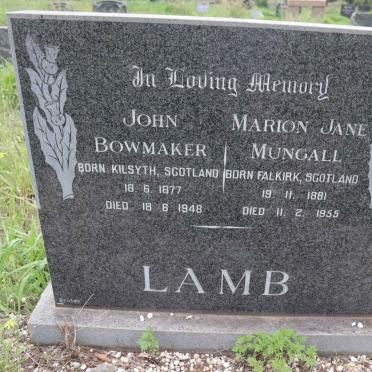 In Loving Memory
JOHN
BOWMAKER
BORN KILSYTH, SCOTLAND
18. 6. 1877
DIED 18. 6. 1948
MARION JANE
MUNGALL
BORN FALKIRK, SCOTLAND
19. 11. 1881
DIED 11. 2. 1955
LAMB